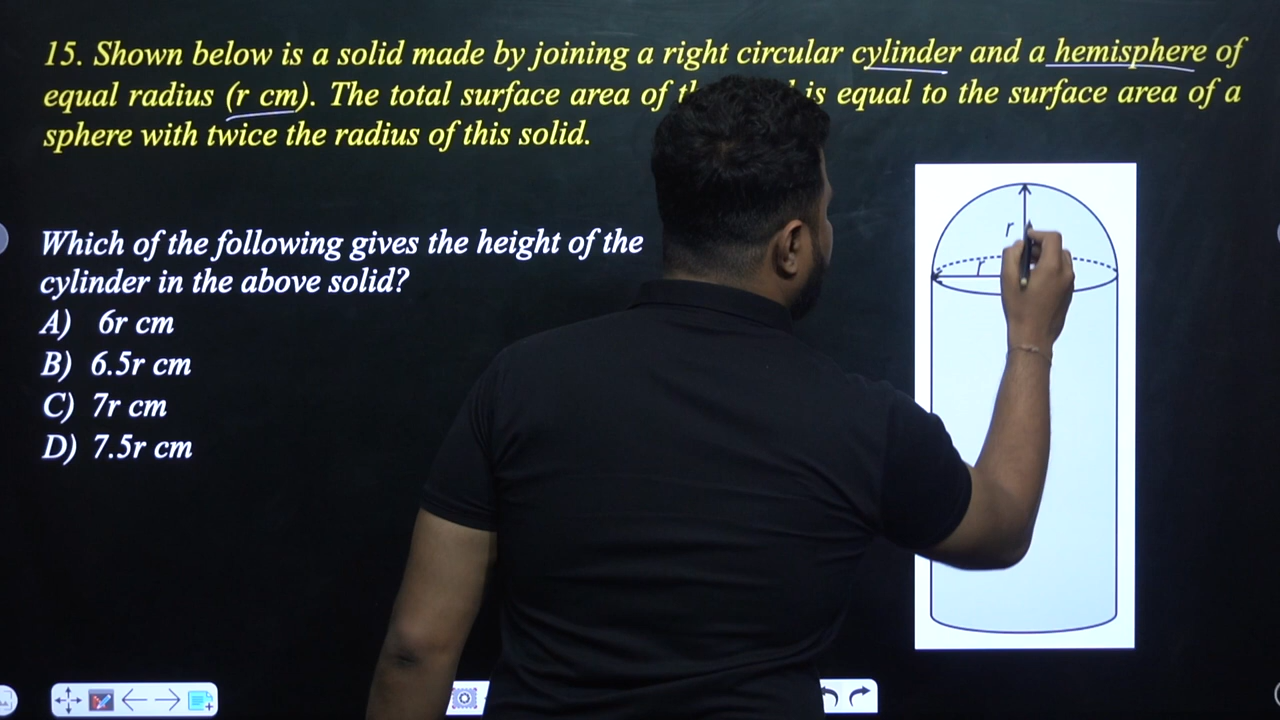 15. Shown below is a solid made by joining a right circular cylinder and a hemisphere of
equal radius (r cm). The total surface area of is equal to the surface area of a
sphere with twice the radius of this solid.
Which of the following gives the height of the
cylinder in the above solid?
A) 6r cm
B) 6.5r cm
C) 7r cm
D) 7.5r cm
r
r